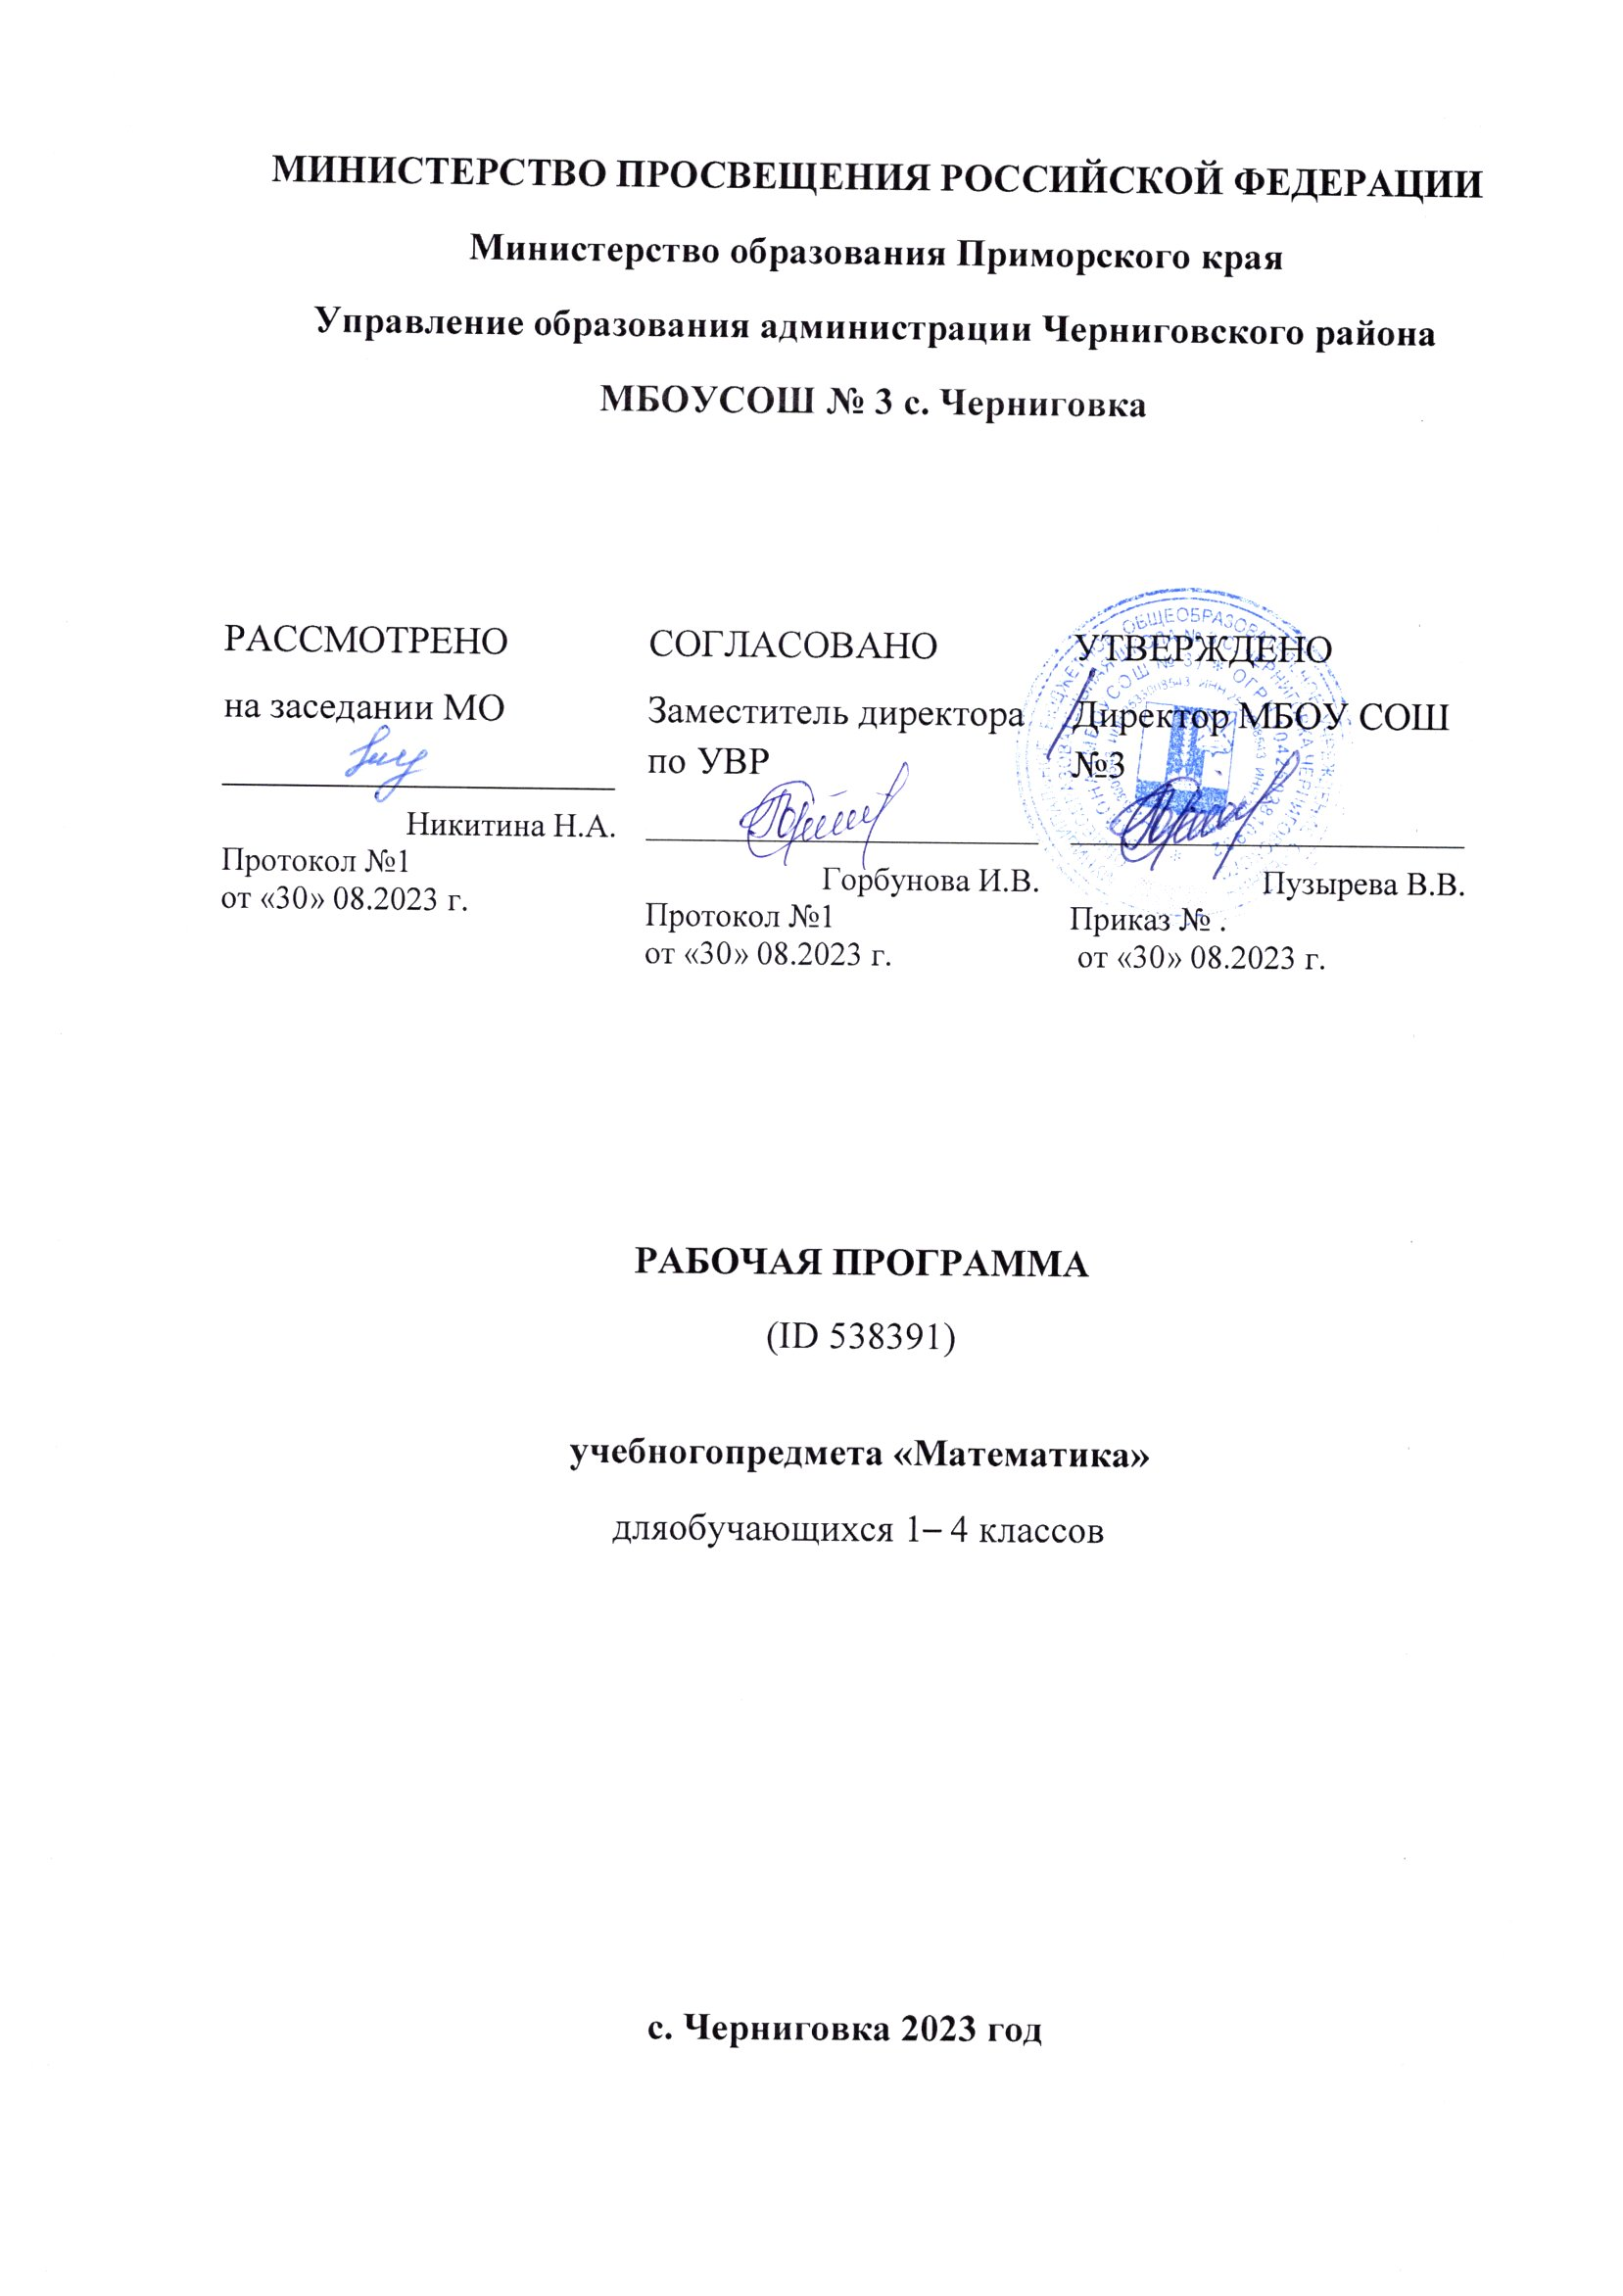 МИНИСТЕРСТВО ПРОСВЕЩЕНИЯ РОССИЙСКОЙ ФЕДЕРАЦИИ
Министерство образования Приморского края
Управление образования администрации Черниговского района
МБОУСОШ № 3 с. Черниговка
РАССМОТРЕНО
на заседании МО
Никитина Н.А.
Протокол №1
от «30» 08.2023 г.
СОГЛАСОВАНО
Заместитель директора
по УВР
Горбунова И.В.
Протокол №1
от «30» 08.2023 г.
УТВЕРЖДЕНО
Директор МБОУ СОШ
№3
Пузырева В.В.
Приказ № .
от «30» 08.2023 г.
РАБОЧАЯ ПРОГРАММА
(ID 538391)
учебногопредмета «Математика»
дляобучающихся 1– 4 классов
с. Черниговка 2023 год